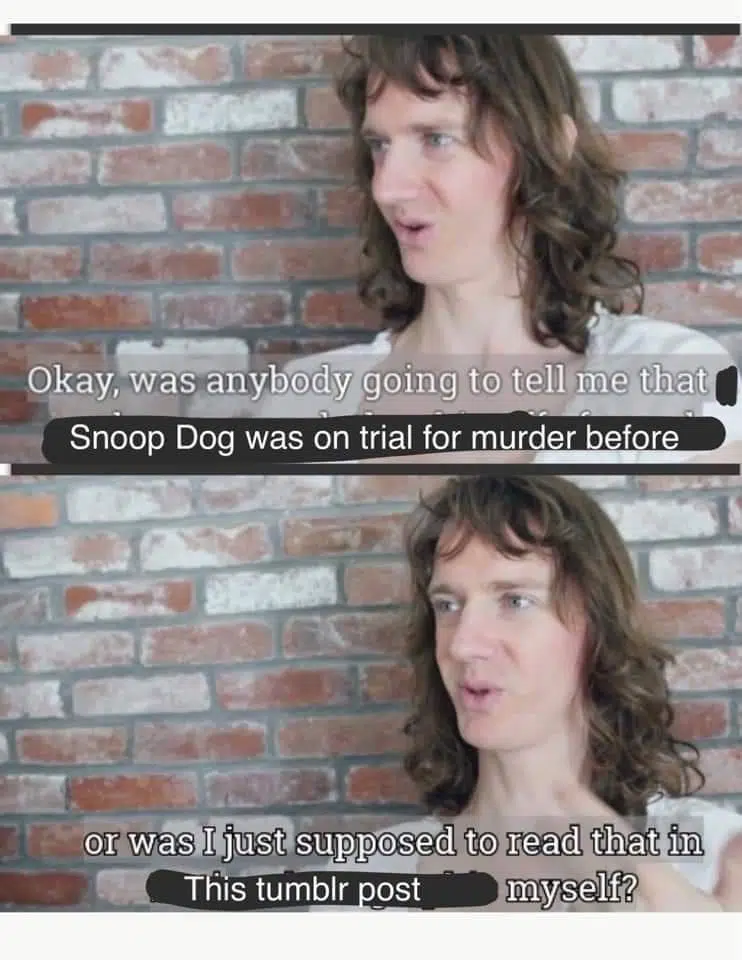 Okay, was anybody going to tell me that
Snoop Dog was on trial for murder before
or was I just supposed to read that in
This tumblr post myself?